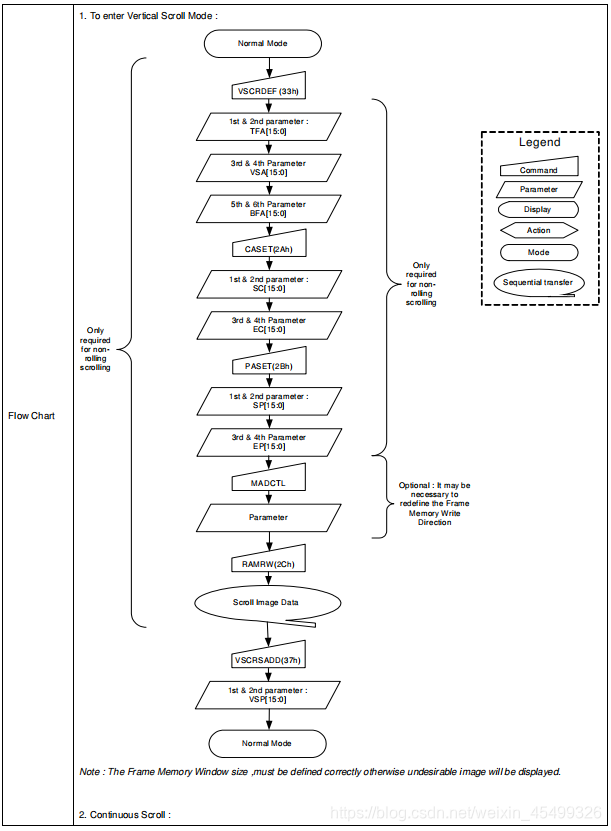 1. To enter Vertical Scroll Mode :
Normal Mode
VSCRDEF (33h)
1st & 2nd parameter :
TFA[15:0]
3rd & 4th Parameter
VSA[15:0]
5th & 6th Parameter
BFA[15:0]
CASET(2Ah)
1st & 2nd parameter :
SC[15:0]
3rd & 4th Parameter
EC[15:0]
PASET(2Bh)
1st & 2nd parameter :
SP[15:0]
3rd & 4th Parameter
EP[15:0]
MADCTL
Parameter
RAMRW(2Ch)
Scroll Image Data
VSCRSADD(37h)
1st & 2nd parameter :
VSP[15:0]
Normal Mode
Only
required
for non-
rolling
scrolling
Only
required
for non-
rolling
scrolling
Optional : It may be
necessary to
redefine the Frame
Memory Write
Direction
Legend
Command
Parameter
Display
Action
Mode
Sequential transfer
Flow Chart
Note : The Frame Memory Window size ,must be defined correctly otherwise undesirable image will be displayed.
2. Continuous Scroll :
https://blog.csdn.net/weixin_45499326